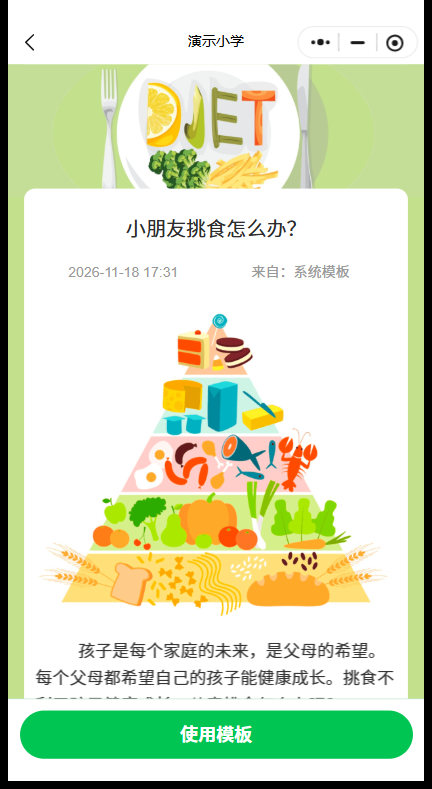 演示小学
DIET
小朋友挑食怎么办？
2026-11-18 17:31
来自：系统模板
孩子是每个家庭的未来，是父母的希望。
每个父母都希望自己的孩子能健康成长。挑食不
使用模板